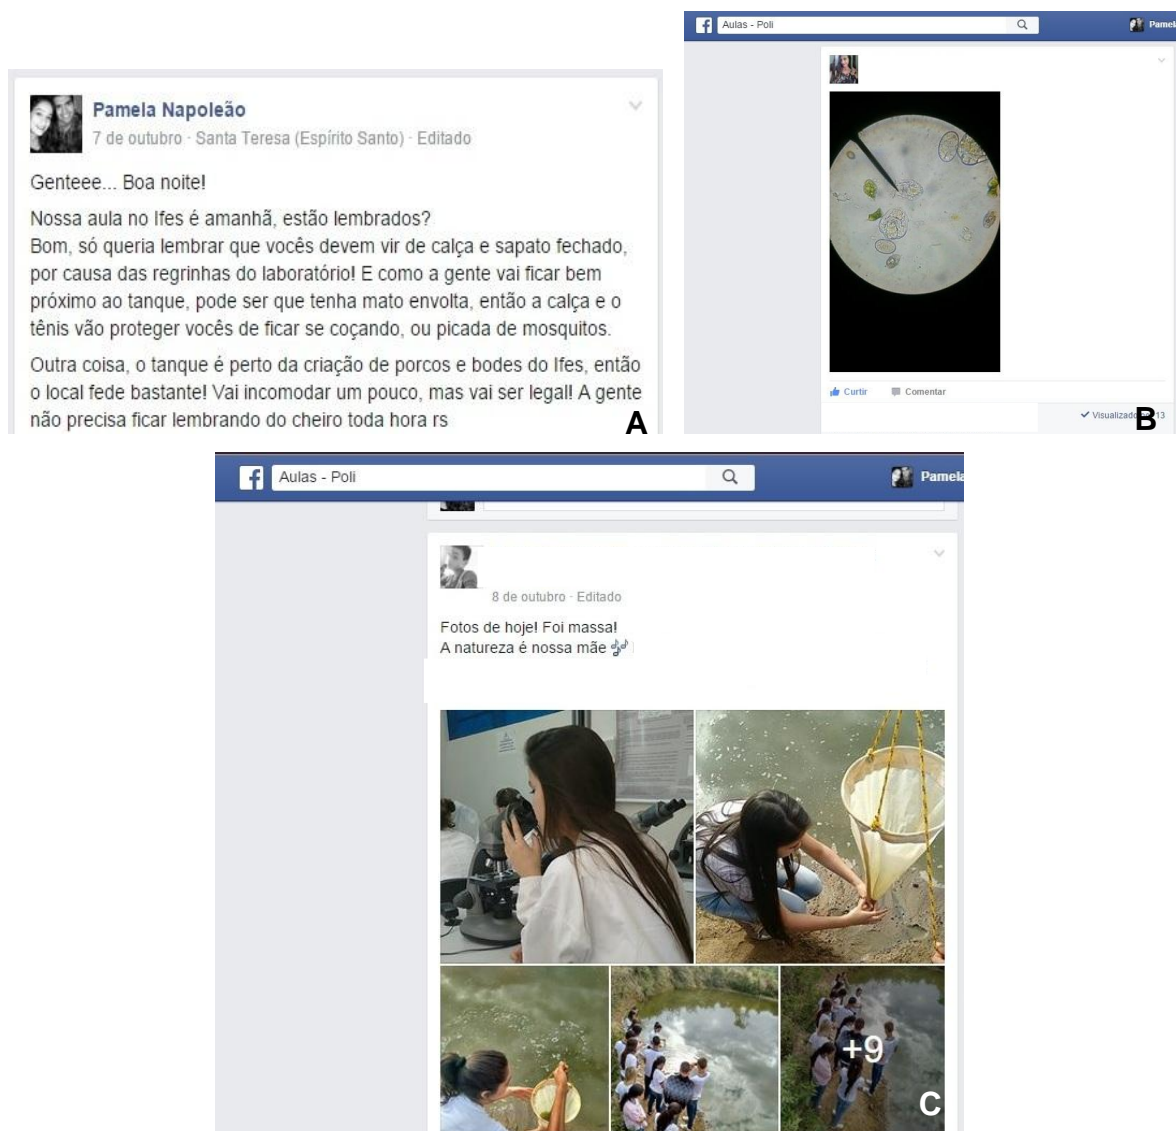 Pamela Napoleão
7 de outubro · Santa Teresa (Espírito Santo) · Editado
Genteee... Boa noite!
Nossa aula no Ifes é amanhã, estão lembrados?
Bom, só queria lembrar que vocês devem vir de calça e sapato fechado,
por causa das regrinhas do laboratório! E como a gente vai ficar bem
próximo ao tanque, pode ser que tenha mato envolta, então a calça e o
tênis vão proteger vocês de ficar se coçando, ou picada de mosquitos.
Outra coisa, o tanque é perto da criação de porcos e bodes do Ifes, então
o local fede bastante! Vai incomodar um pouco, mas vai ser legal! A gente
não precisa ficar lembrando do cheiro toda hora rs
A
f Aulas - Poli Pamela
Curtir Comentar
13
B
f Aulas - Poli Pamela
8 de outubro · Editado
Fotos de hoje! Foi massa!
A natureza é nossa mãe 🎶
+9
C